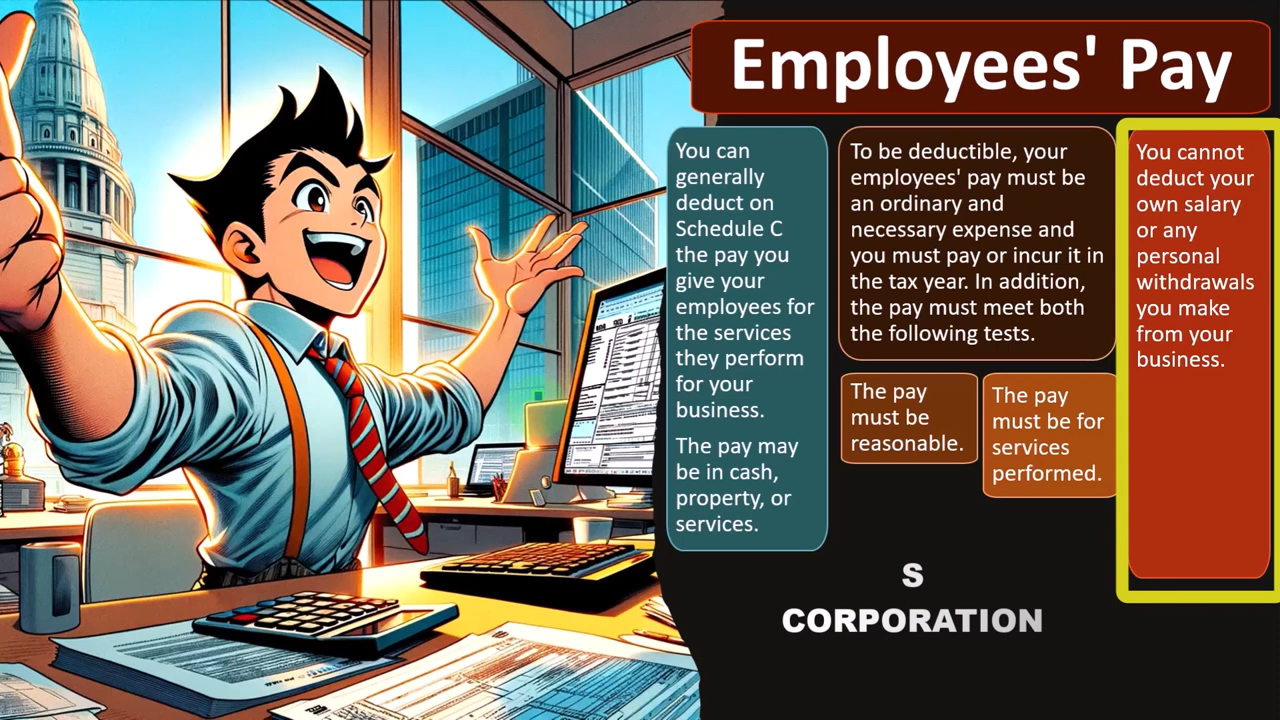 Employees' Pay
You can
generally
deduct on
Schedule C
the pay you
give your
employees for
the services
they perform
for your
business.
The pay may
be in cash,
property, or
services.
To be deductible, your
employees' pay must be
an ordinary and
necessary expense and
you must pay or incur it in
the tax year. In addition,
the pay must meet both
the following tests.
The pay
must be
reasonable.
The pay
must be for
services
performed.
You cannot
deduct your
own salary
or any
personal
withdrawals
you make
from your
business.
S
CORPORATION